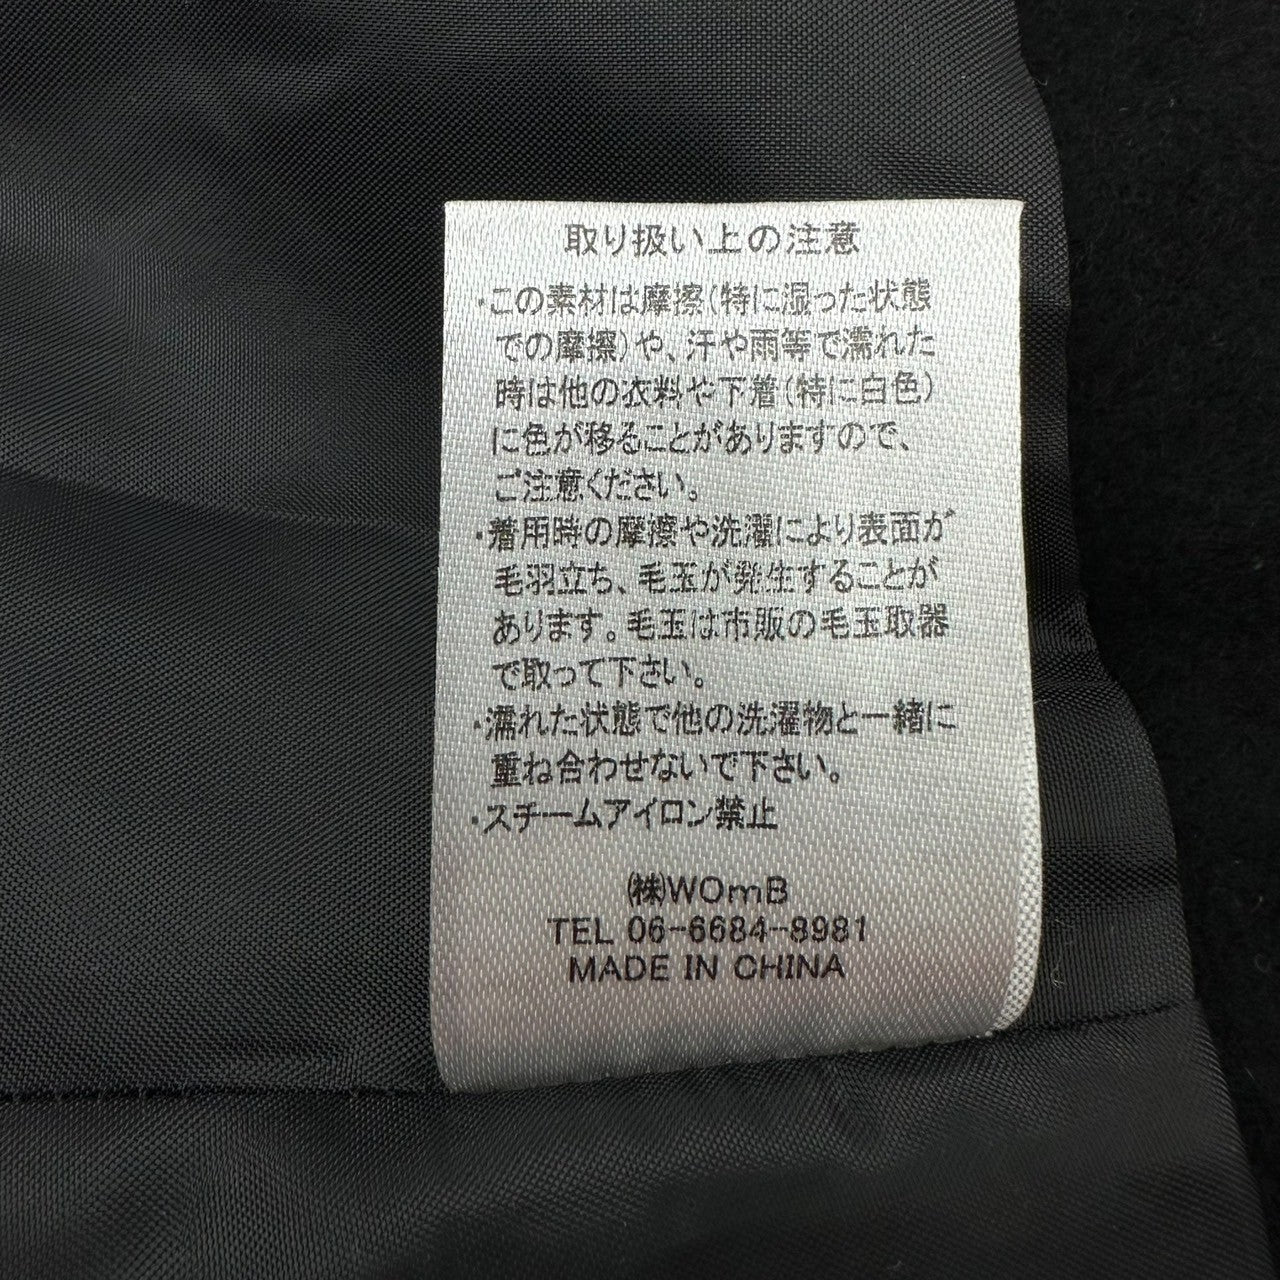 取り扱い上の注意
・この素材は摩擦(特に湿った状態
での摩擦)や、汗や雨等で濡れた
時は他の衣料や下着(特に白色)
に色が移ることがありますので、
ご注意ください。
・着用時の摩擦や洗濯により表面が
毛羽立ち、毛玉が発生することが
あります。毛玉は市販の毛玉取器
で取って下さい。
・濡れた状態で他の洗濯物と一緒に
重ね合わせないで下さい。
・スチームアイロン禁止
㈱WOmB
TEL 06-6684-8981
MADE IN CHINA